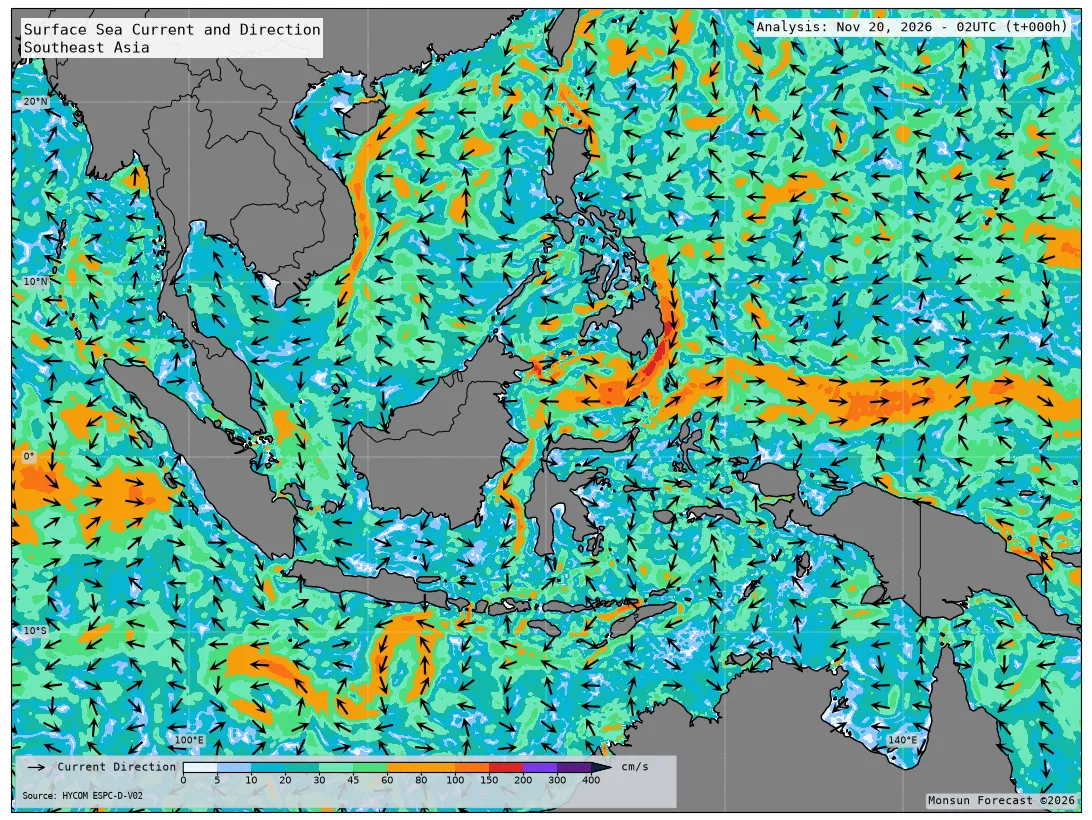 Surface Sea Current and Direction
Southeast Asia
Analysis: Nov 20, 2026 - 02UTC (t+000h)
20°N
10°N
0°
10°S
100°E
140°E
Current Direction
0 5 10 20 30 45 60 80 100 150 200 300 400
cm/s
Source: HYCOM ESPC-D-V02
Monsun Forecast ©2026